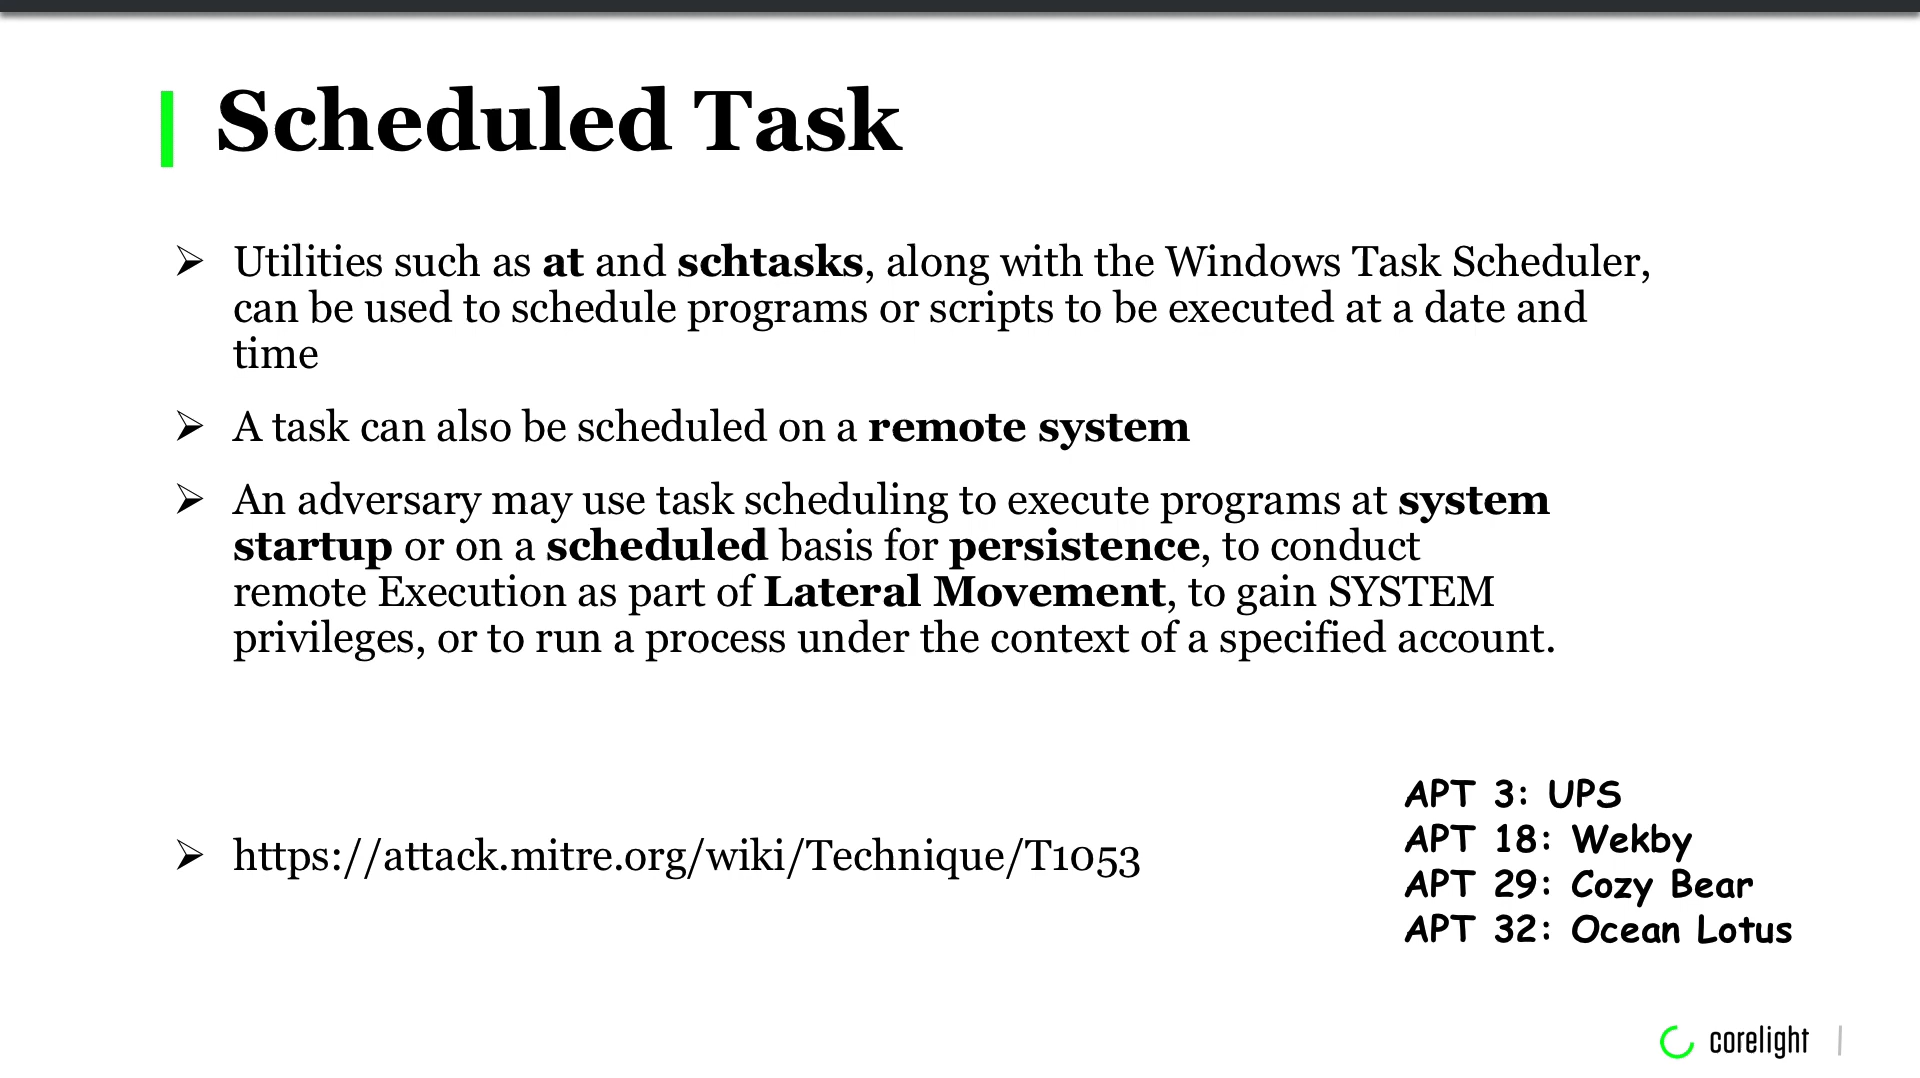 Scheduled Task
Utilities such as at and schtasks, along with the Windows Task Scheduler,
can be used to schedule programs or scripts to be executed at a date and
time
A task can also be scheduled on a remote system
An adversary may use task scheduling to execute programs at system
startup or on a scheduled basis for persistence, to conduct
remote Execution as part of Lateral Movement, to gain SYSTEM
privileges, or to run a process under the context of a specified account.
https://attack.mitre.org/wiki/Technique/T1053
APT 3: UPS
APT 18: Wekby
APT 29: Cozy Bear
APT 32: Ocean Lotus
corelight